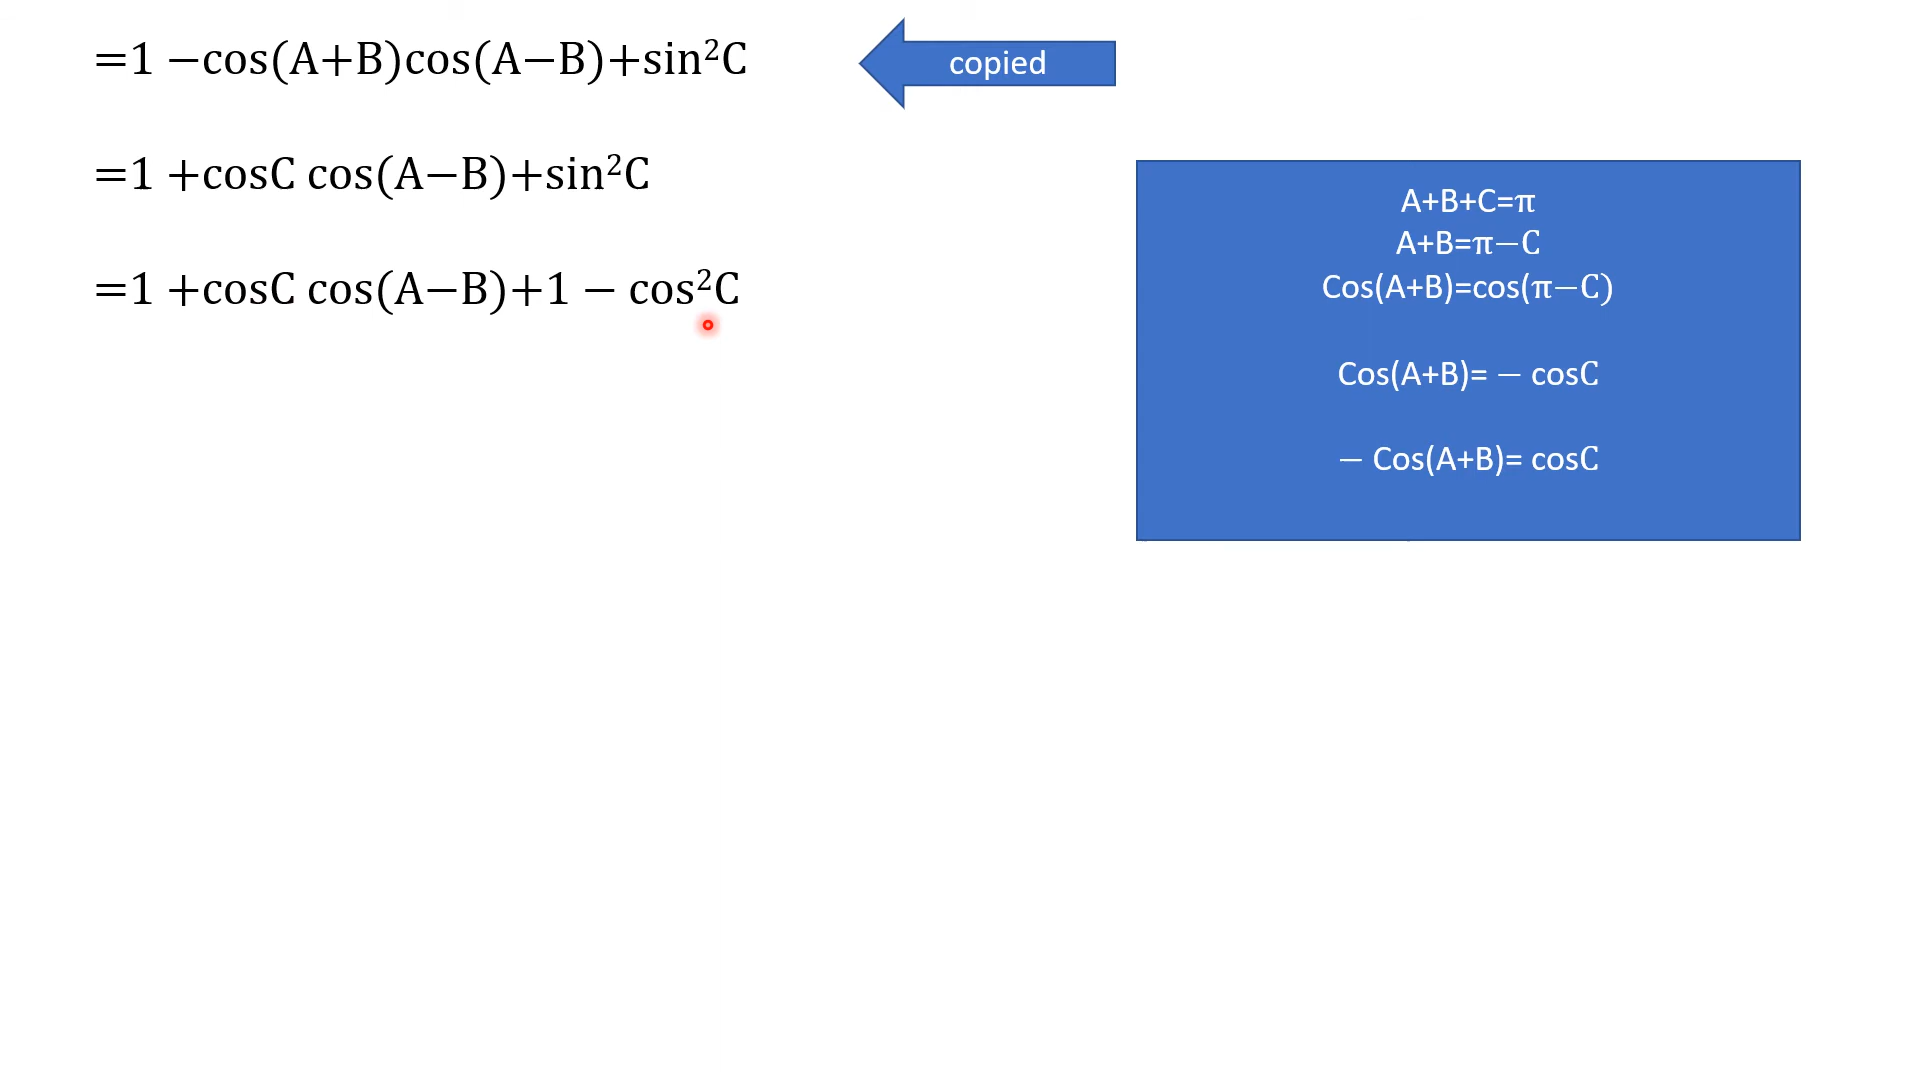 =1 −cos(A+B)cos(A−B)+sin²C
copied
=1 +cosC cos(A−B)+sin²C
=1 +cosC cos(A−B)+1 − cos²C
A+B+C=π
A+B=π−C
Cos(A+B)=cos(π−C)
Cos(A+B)= − cosC
− Cos(A+B)= cosC